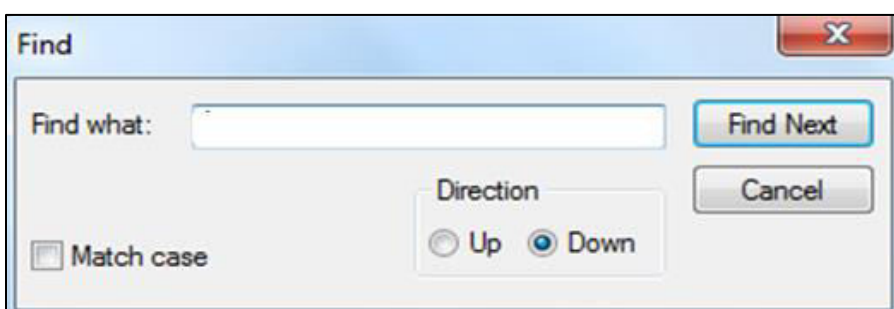 Find
Find what:
Find Next
Direction
Cancel
Up Down
Match case